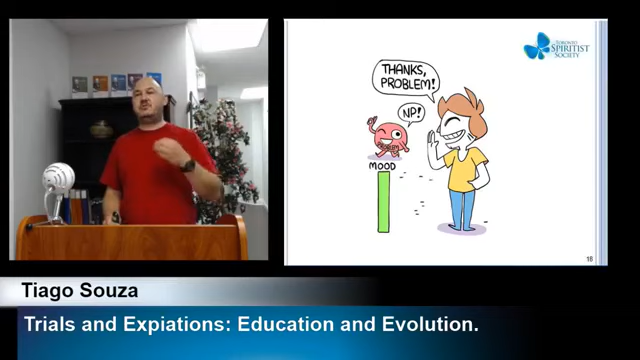 TORONTO
SPIRITIST
SOCIETY
THANKS,
PROBLEM!
NP!
MOOD
18
Tiago Souza
Trials and Expiations: Education and Evolution.